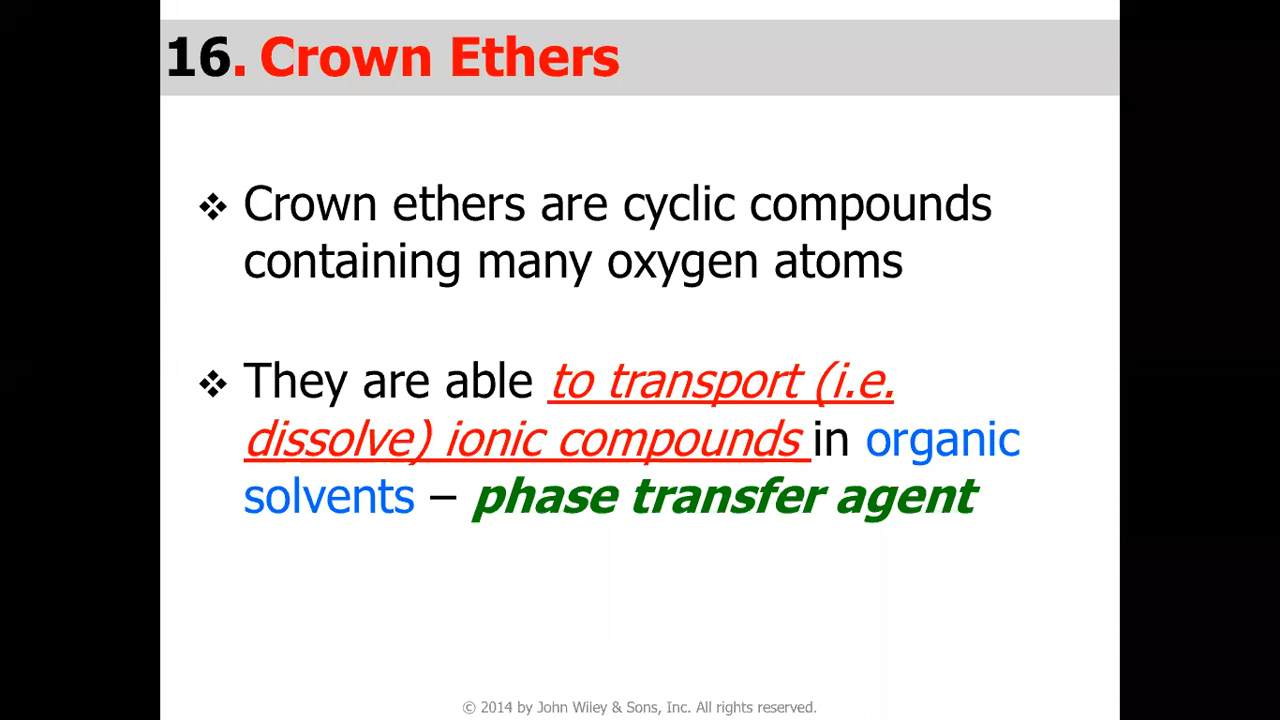 16. Crown Ethers
❖ Crown ethers are cyclic compounds
containing many oxygen atoms
❖ They are able to transport (i.e.
dissolve) ionic compounds in organic
solvents – phase transfer agent
© 2014 by John Wiley & Sons, Inc. All rights reserved.